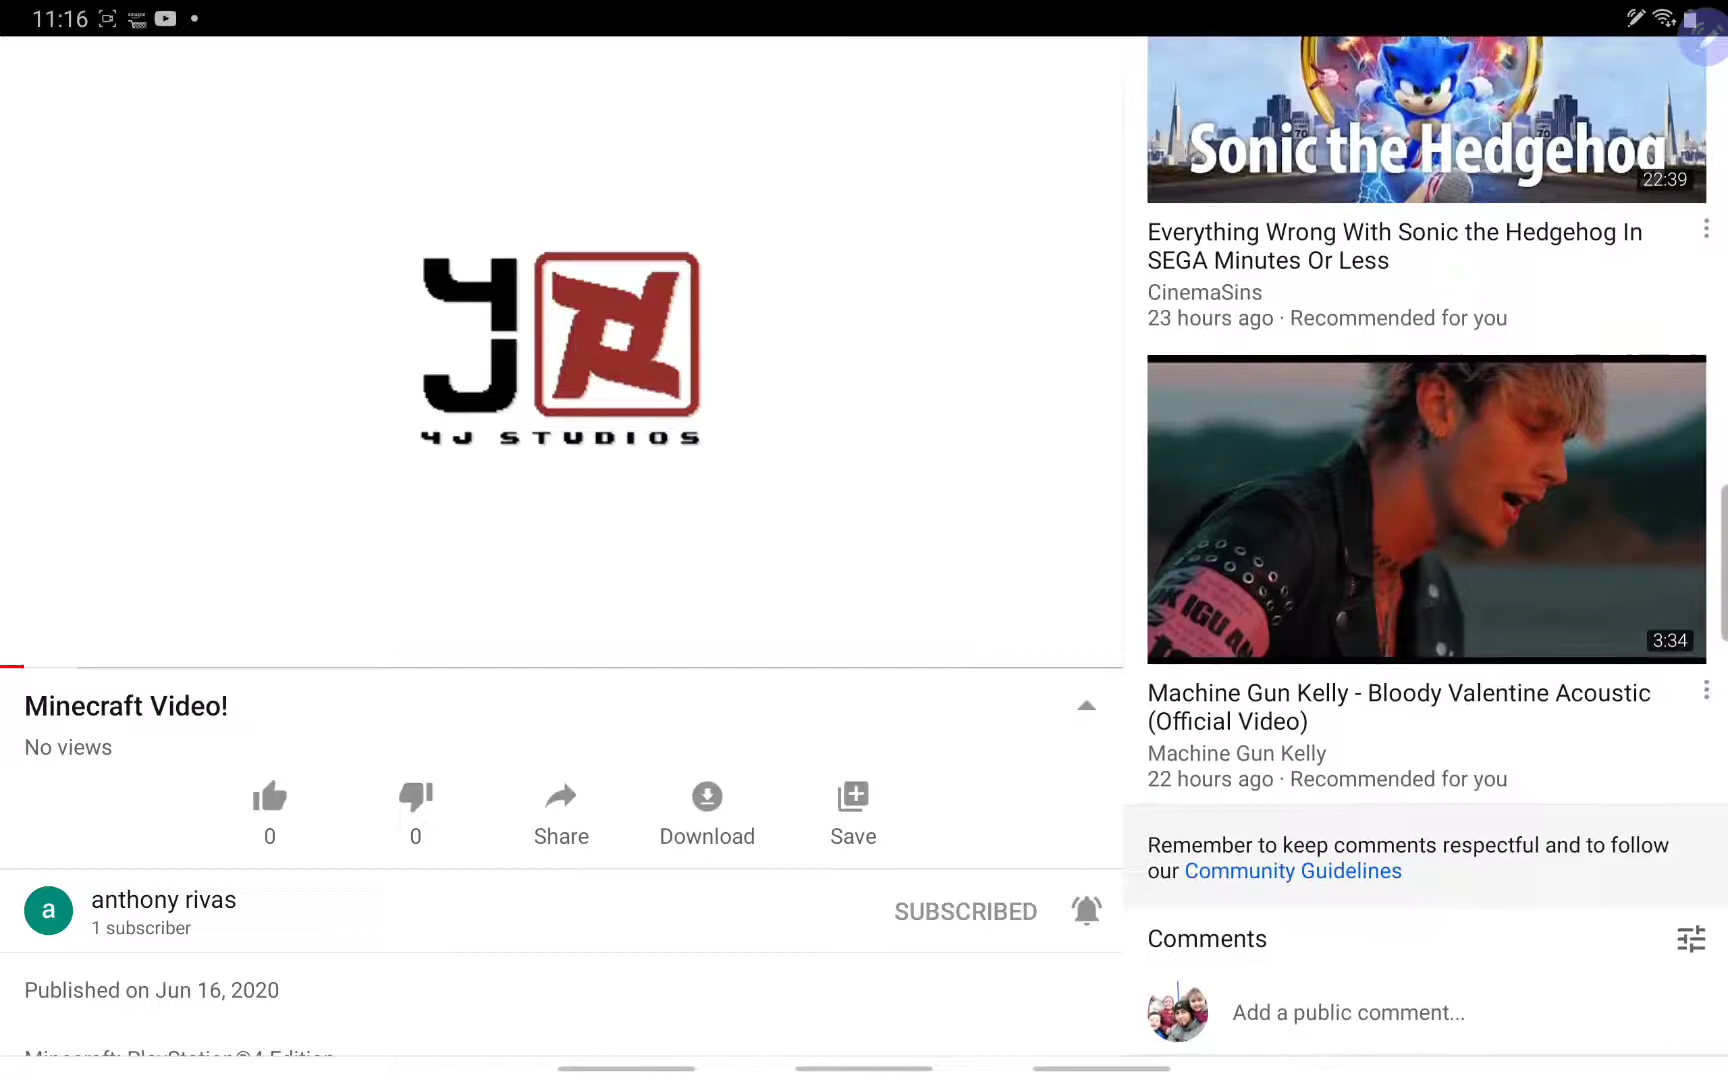 11:16
4J
4J STUDIOS
Minecraft Video!
No views
0
0
Share
Download
Save
a
anthony rivas
1 subscriber
SUBSCRIBED
Published on Jun 16, 2020
Minecraft: PlayStation®4 Edition
Sonic the Hedgehog
22:39
Everything Wrong With Sonic the Hedgehog In
SEGA Minutes Or Less
CinemaSins
23 hours ago · Recommended for you
3:34
Machine Gun Kelly - Bloody Valentine Acoustic
(Official Video)
Machine Gun Kelly
22 hours ago · Recommended for you
Remember to keep comments respectful and to follow
our Community Guidelines
Comments
Add a public comment...